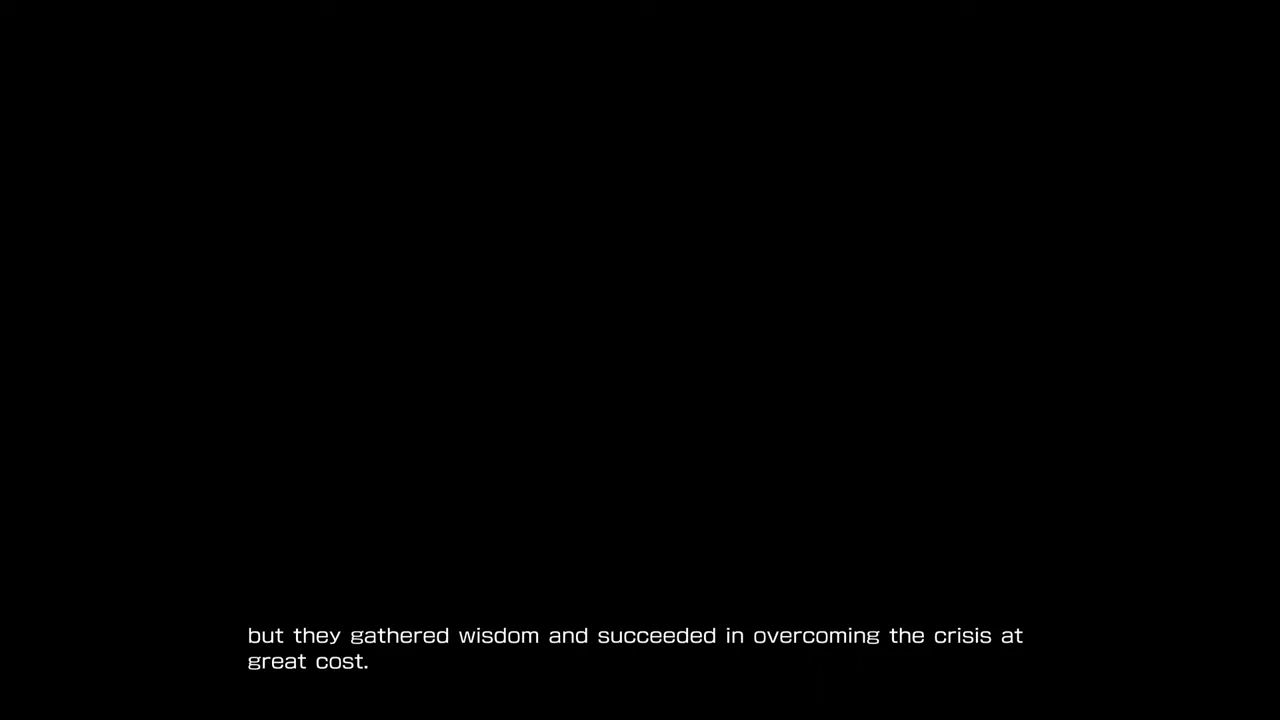 but they gathered wisdom and succeeded in overcoming the crisis at
great cost.